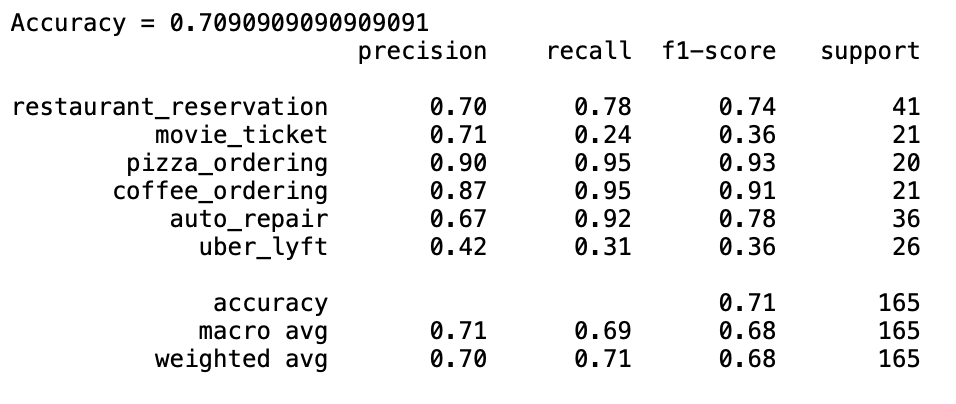 Accuracy = 0.7090909090909091
precision recall f1-score support
restaurant_reservation 0.70 0.78 0.74 41
movie_ticket 0.71 0.24 0.36 21
pizza_ordering 0.90 0.95 0.93 20
coffee_ordering 0.87 0.95 0.91 21
auto_repair 0.67 0.92 0.78 36
uber_lyft 0.42 0.31 0.36 26
accuracy 0.71 165
macro avg 0.71 0.69 0.68 165
weighted avg 0.70 0.71 0.68 165